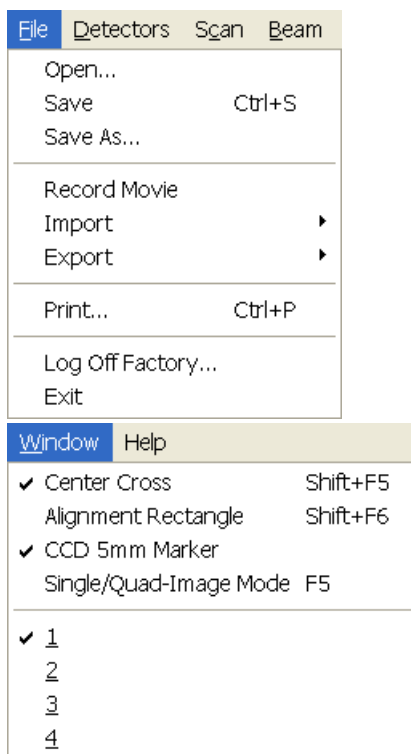 File Detectors Scan Beam
Open...
Save Ctrl+S
Save As...
Record Movie
Import
Export
Print... Ctrl+P
Log Off Factory...
Exit
Window Help
✔ Center Cross Shift+F5
Alignment Rectangle Shift+F6
✔ CCD 5mm Marker
Single/Quad-Image Mode F5
✔ 1
2
3
4